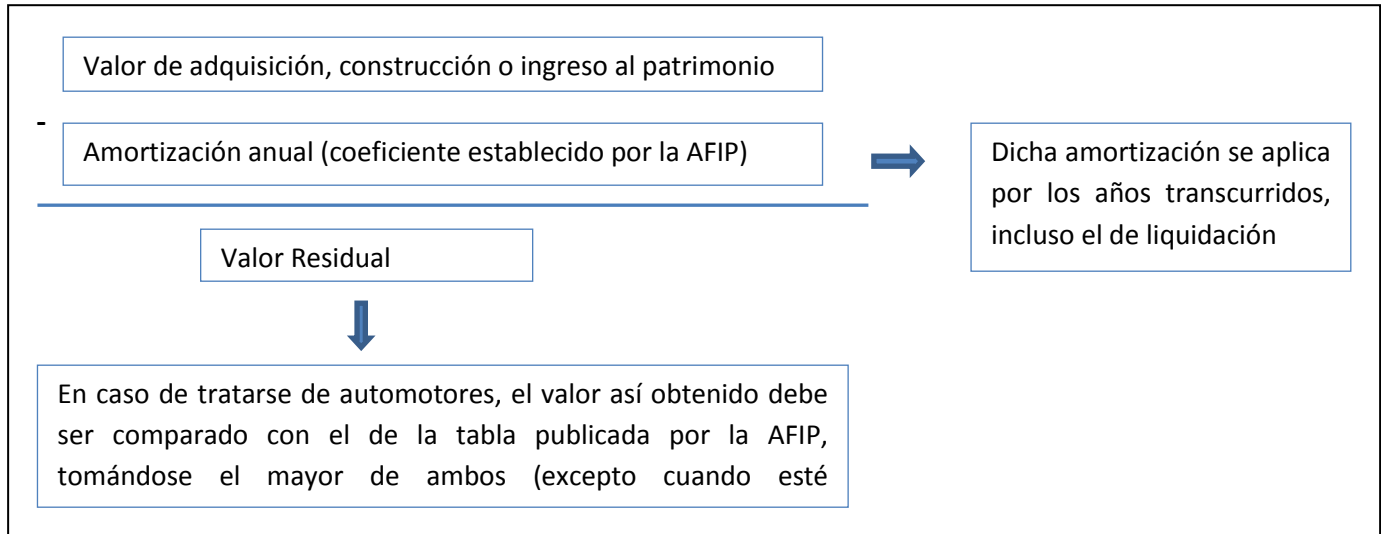 Valor de adquisición, construcción o ingreso al patrimonio
-
Amortización anual (coeficiente establecido por la AFIP)
Dicha amortización se aplica
por los años transcurridos,
incluso el de liquidación
Valor Residual
En caso de tratarse de automotores, el valor así obtenido debe
ser comparado con el de la tabla publicada por la AFIP,
tomándose el mayor de ambos (excepto cuando esté